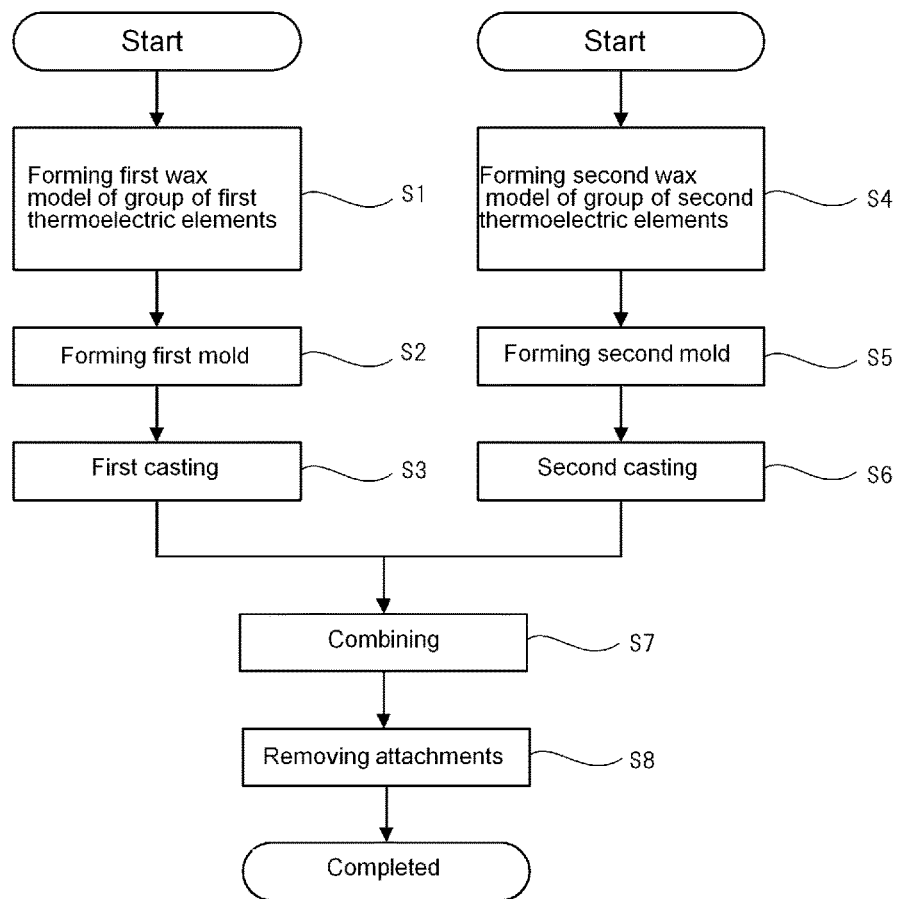 Start
Start
Forming first wax
model of group of first
thermoelectric elements
S1
Forming second wax
model of group of second
thermoelectric elements
S4
Forming first mold
S2
Forming second mold
S5
First casting
S3
Second casting
S6
Combining
S7
Removing attachments
S8
Completed